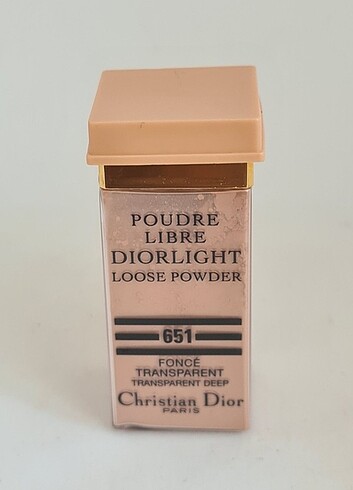 POUDRE
LIBRE
DIORLIGHT
LOOSE POWDER
651
FONCÉ
TRANSPARENT
TRANSPARENT DEEP
Christian Dior
PARIS